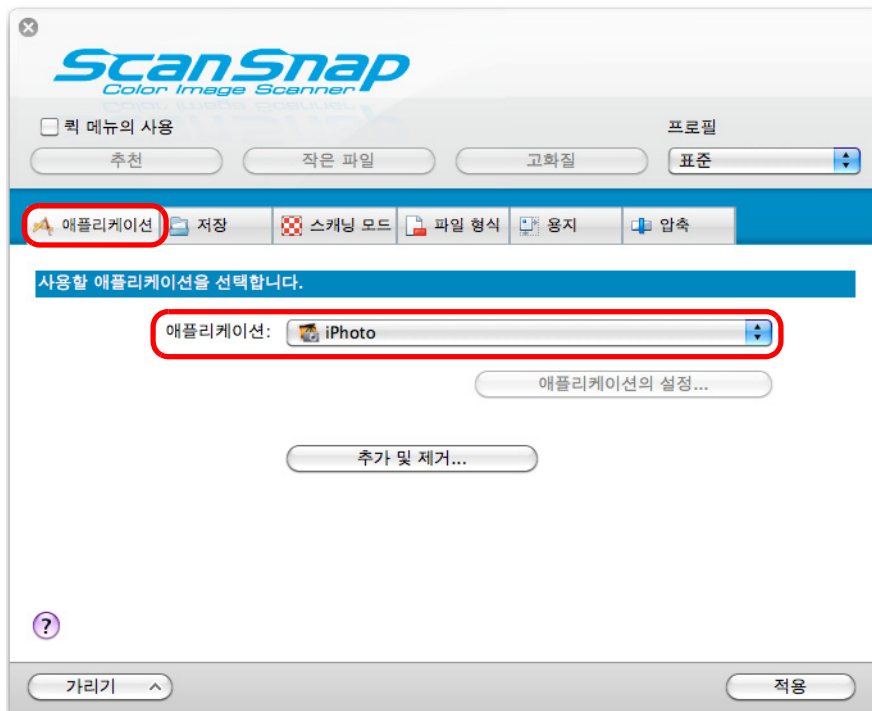 ScanSnap
Color Image Scanner
퀵 메뉴의 사용
프로필
추천
작은 파일
고화질
표준
애플리케이션
저장
스캐닝 모드
파일 형식
용지
압축
사용할 애플리케이션을 선택합니다.
애플리케이션: iPhoto
애플리케이션의 설정...
추가 및 제거...
?
가리기
적용